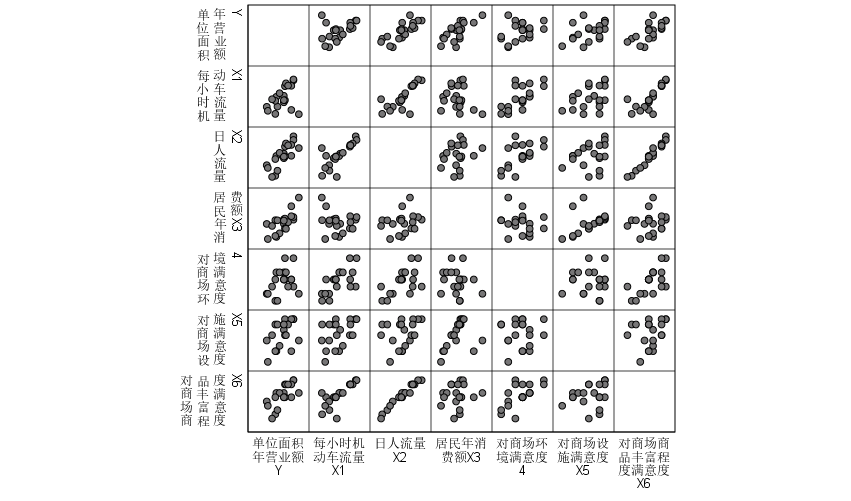 单位面积
年营业额
Y
每小时机
动车流量
X1
日人流量
X2
居民年消
费额X3
对商场环
境满意度
4
对商场设
施满意度
X5
对商场商
品丰富程
度满意度
X6
单位面积
年营业额
Y
每小时机
动车流量
X1
日人流量
X2
居民年消
费额X3
对商场环
境满意度
4
对商场设
施满意度
X5
对商场商
品丰富程
度满意度
X6